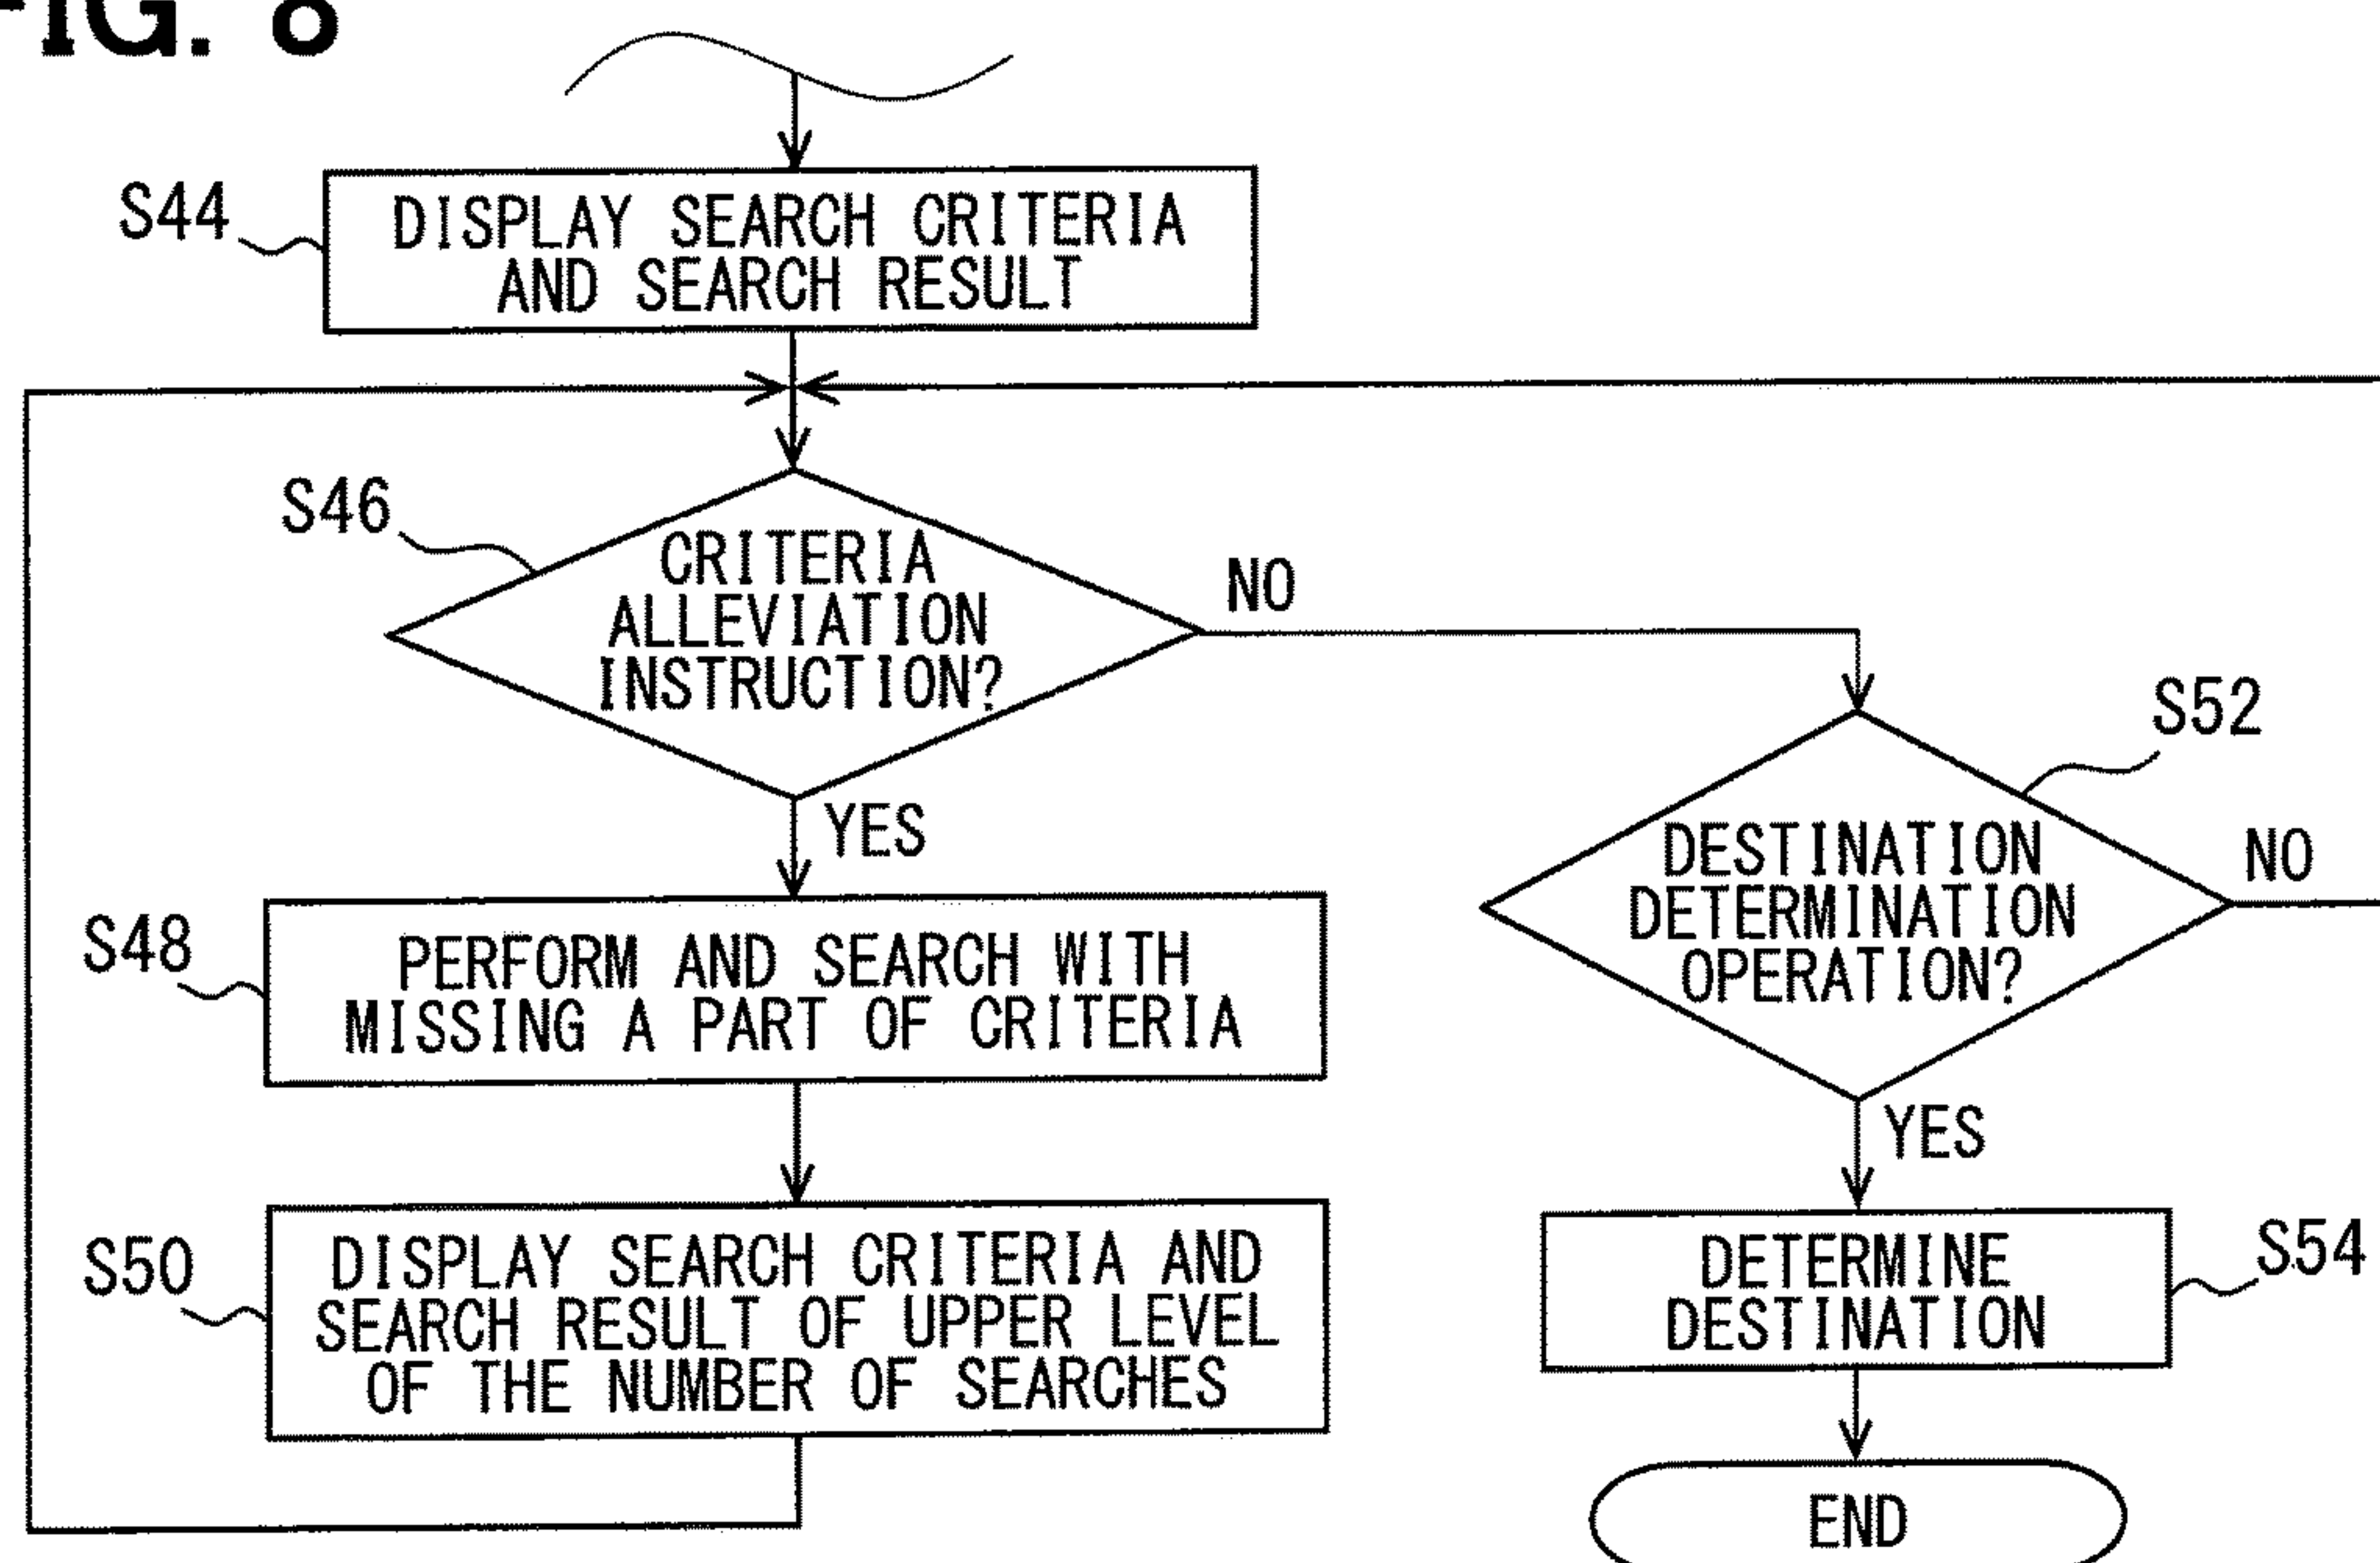 FIG. 8
S44
DISPLAY SEARCH CRITERIA
AND SEARCH RESULT
S46
CRITERIA
ALLEVIATION
INSTRUCTION?
NO
YES
S52
DESTINATION
DETERMINATION
OPERATION?
NO
YES
S48
PERFORM AND SEARCH WITH
MISSING A PART OF CRITERIA
S50
DISPLAY SEARCH CRITERIA AND
SEARCH RESULT OF UPPER LEVEL
OF THE NUMBER OF SEARCHES
DETERMINE
DESTINATION
S54
END